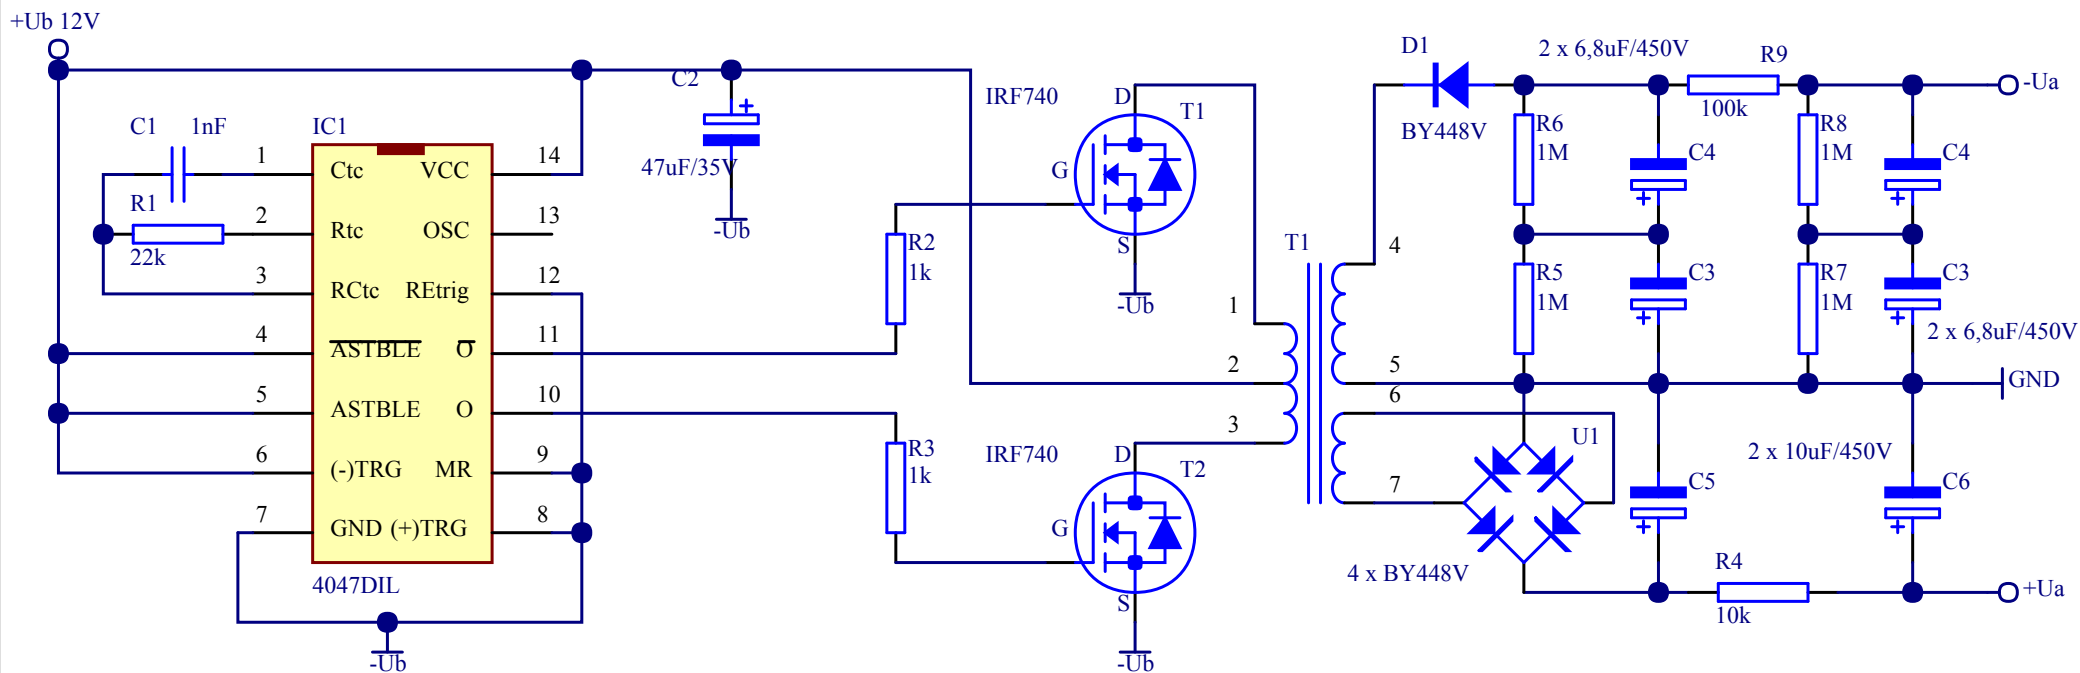 +Ub 12V
C1 1nF
R1
22k
IC1
1 Ctc VCC 14
2 Rtc OSC 13
3 RCtc REtrig 12
4 ASTBLE O 11
5 ASTBLE O 10
6 (-)TRG MR 9
7 GND (+)TRG 8
4047DIL
-Ub
C2
+
47uF/35V
-Ub
R2
1k
R3
1k
IRF740
D
T1
G
S
-Ub
IRF740
D
T2
G
S
-Ub
T1
1
2
3
4
5
6
7
D1
BY448V
2 x 6,8uF/450V
R9
100k
-Ua
R6
1M
C4
+
R8
1M
C4
+
R5
1M
C3
+
R7
1M
C3
+
2 x 6,8uF/450V
GND
U1
4 x BY448V
2 x 10uF/450V
C5
+
C6
+
R4
10k
+Ua